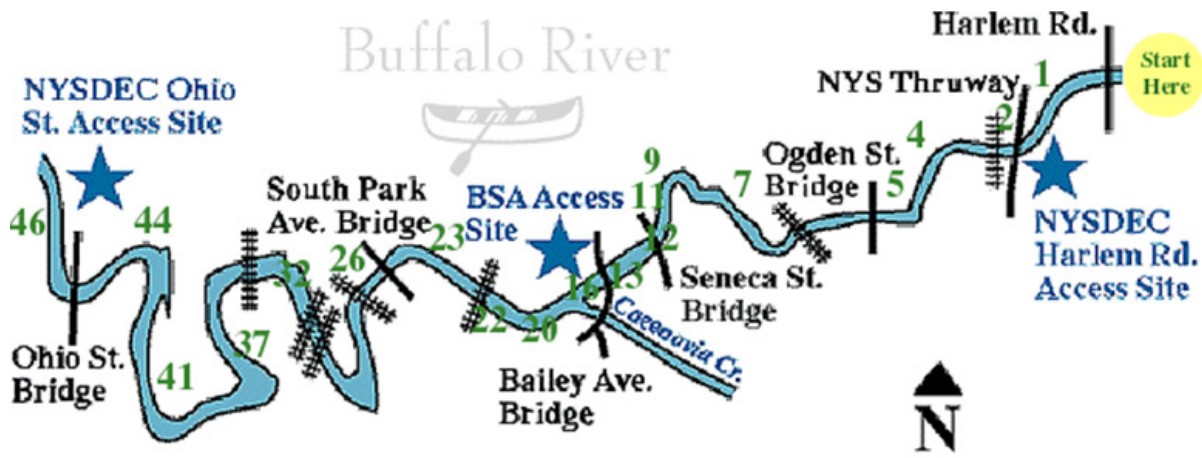 Buffalo River
Harlem Rd.
Start
Here
NYSDEC Ohio
St. Access Site
NYS Thruway
1
2
4
9
Ogden St.
Bridge
South Park
Ave. Bridge
BSA Access
Site
11
7
5
46
44
26
23
12
NYSDEC
Harlem Rd.
Access Site
32
16
13
Seneca St.
Bridge
22
20
Cazenovia Cr.
Ohio St.
Bridge
37
41
Bailey Ave.
Bridge
N